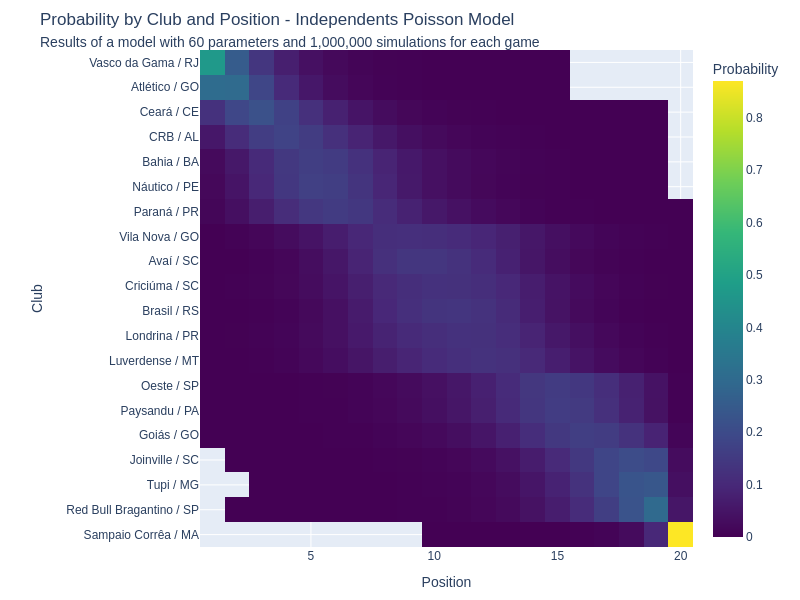 Probability by Club and Position - Independents Poisson Model
Results of a model with 60 parameters and 1,000,000 simulations for each game
Probability
Vasco da Gama / RJ
Atlético / GO
Ceará / CE
CRB / AL
Bahia / BA
Náutico / PE
Paraná / PR
Vila Nova / GO
Avaí / SC
Criciúma / SC
Brasil / RS
Londrina / PR
Luverdense / MT
Oeste / SP
Paysandu / PA
Goiás / GO
Joinville / SC
Tupi / MG
Red Bull Bragantino / SP
Sampaio Corrêa / MA
Club
5
10
15
20
Position
0.8
0.7
0.6
0.5
0.4
0.3
0.2
0.1
0